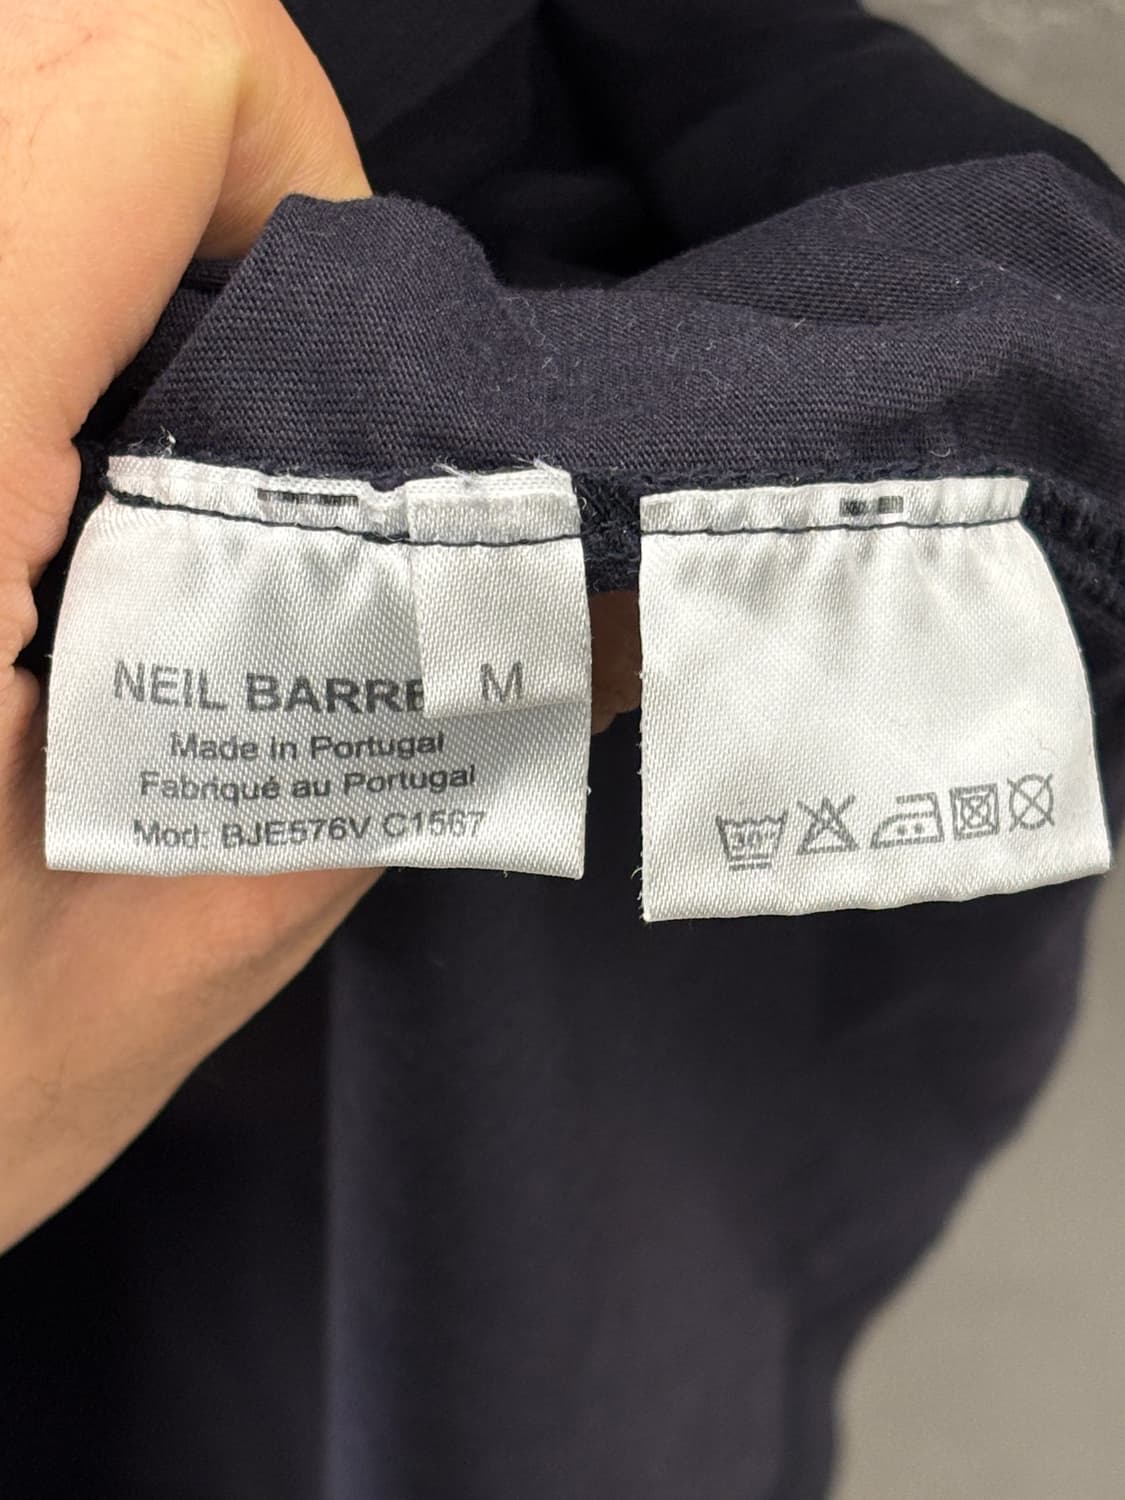 NEIL BARRE
M
Made in Portugal
Fabriqué au Portugal
Mod: BJE576V C1567
30°